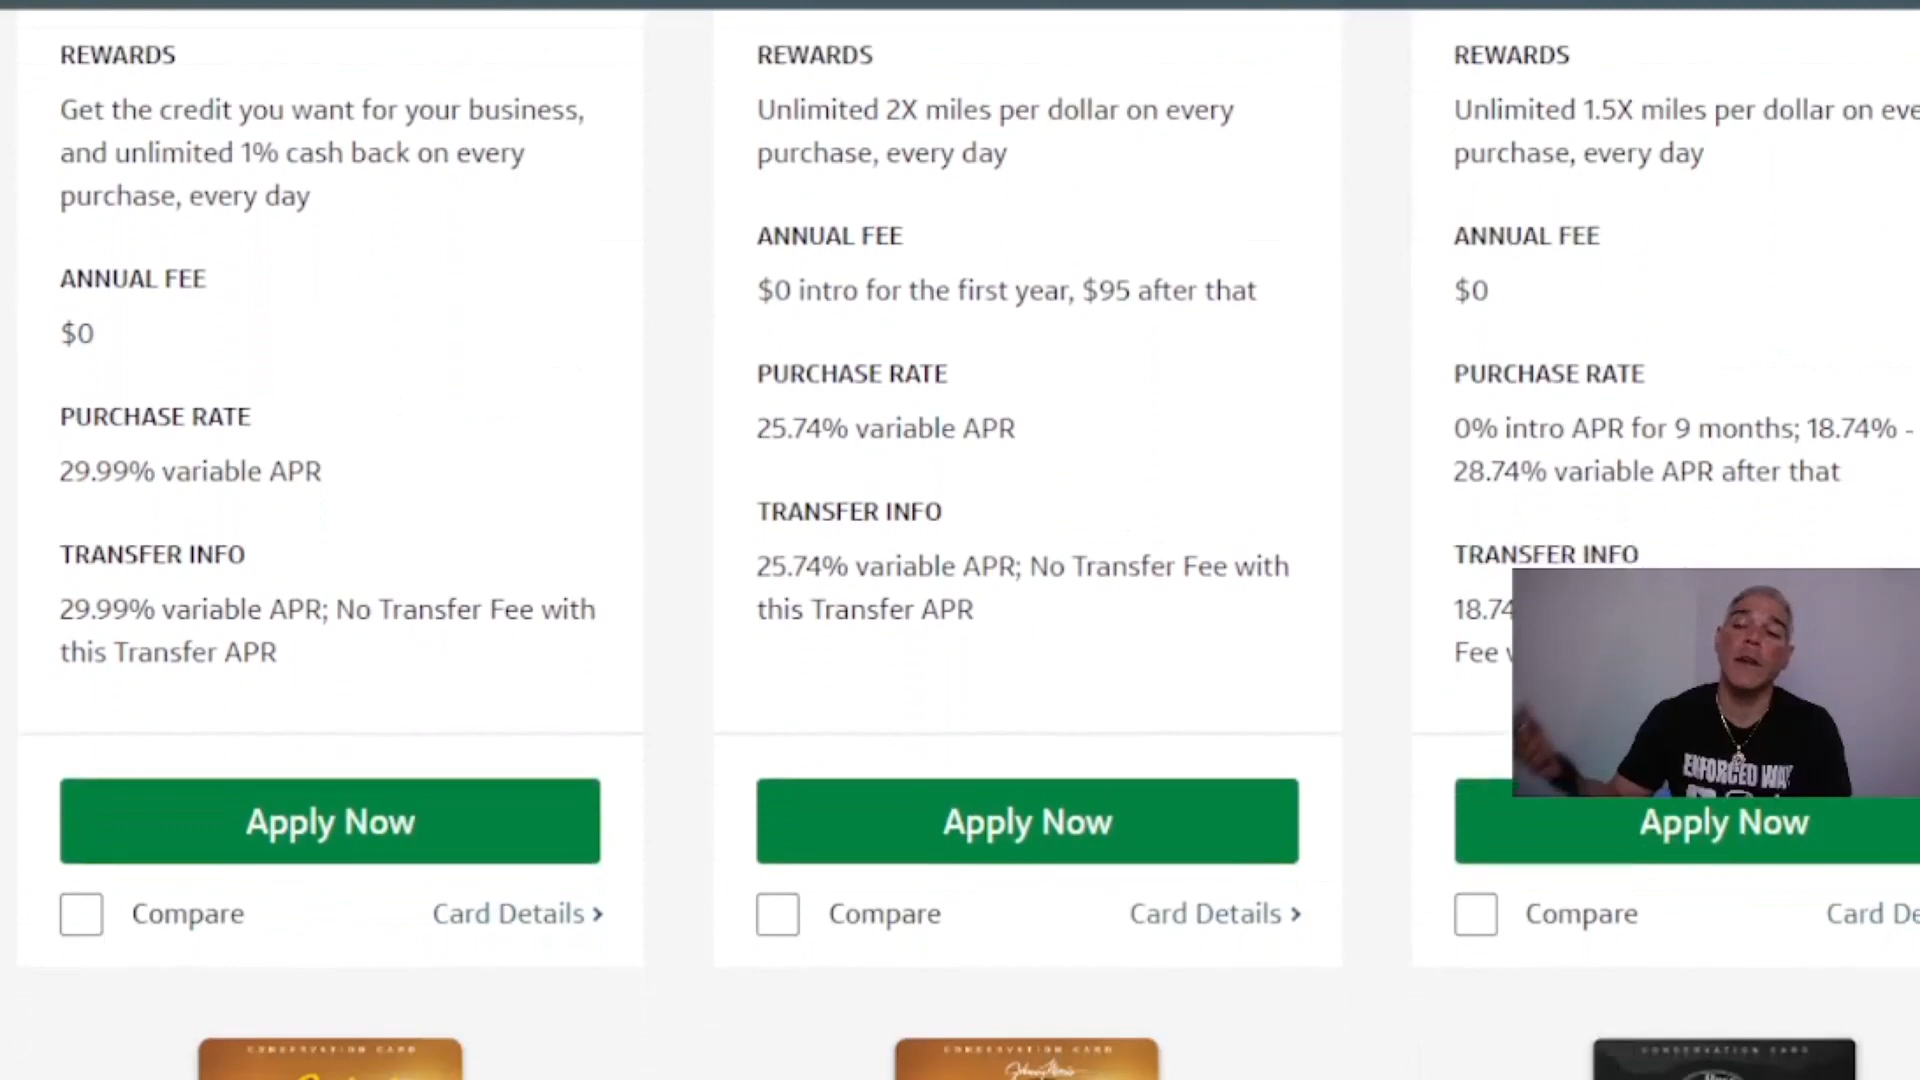 REWARDS
Get the credit you want for your business,
and unlimited 1% cash back on every
purchase, every day
ANNUAL FEE
$0
PURCHASE RATE
29.99% variable APR
TRANSFER INFO
29.99% variable APR; No Transfer Fee with
this Transfer APR
Apply Now
Compare
Card Details >
REWARDS
Unlimited 2X miles per dollar on every
purchase, every day
ANNUAL FEE
$0 intro for the first year, $95 after that
PURCHASE RATE
25.74% variable APR
TRANSFER INFO
25.74% variable APR; No Transfer Fee with
this Transfer APR
Apply Now
Compare
Card Details >
REWARDS
Unlimited 1.5X miles per dollar on eve
purchase, every day
ANNUAL FEE
$0
PURCHASE RATE
0% intro APR for 9 months; 18.74% -
28.74% variable APR after that
TRANSFER INFO
18.74
Fee
ENFORCED WAY
Apply Now
Compare
Card De
CONSERVATION CARD
CONSERVATION CARD
CONSERVATION CARD